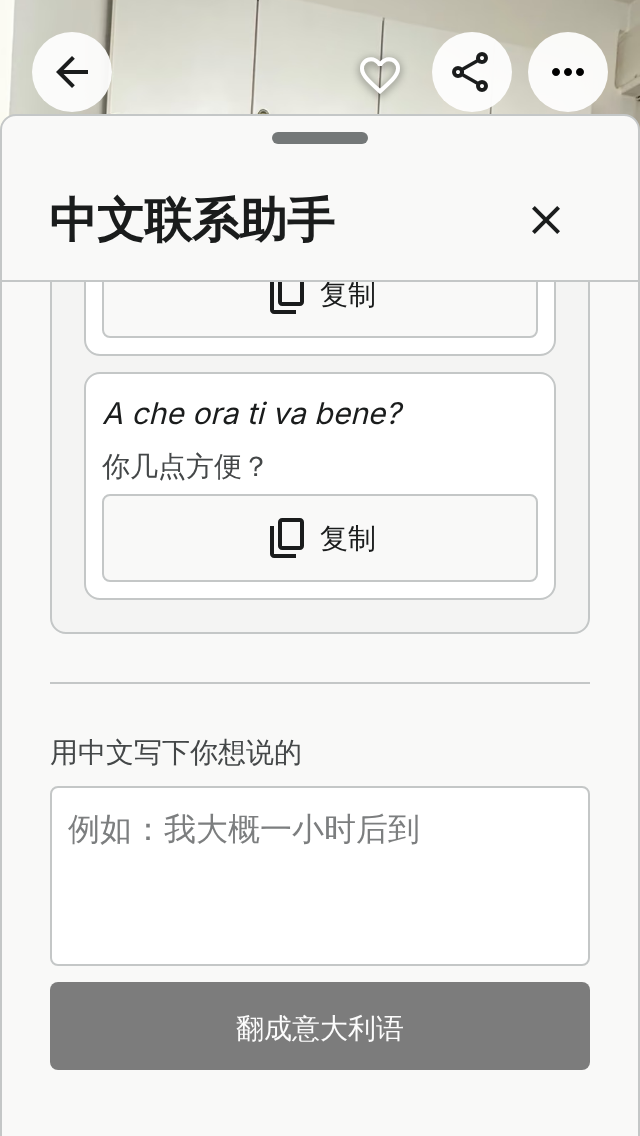 中文联系助手
复制
A che ora ti va bene?
你几点方便？
复制
用中文写下你想说的
例如：我大概一小时后到
翻成意大利语